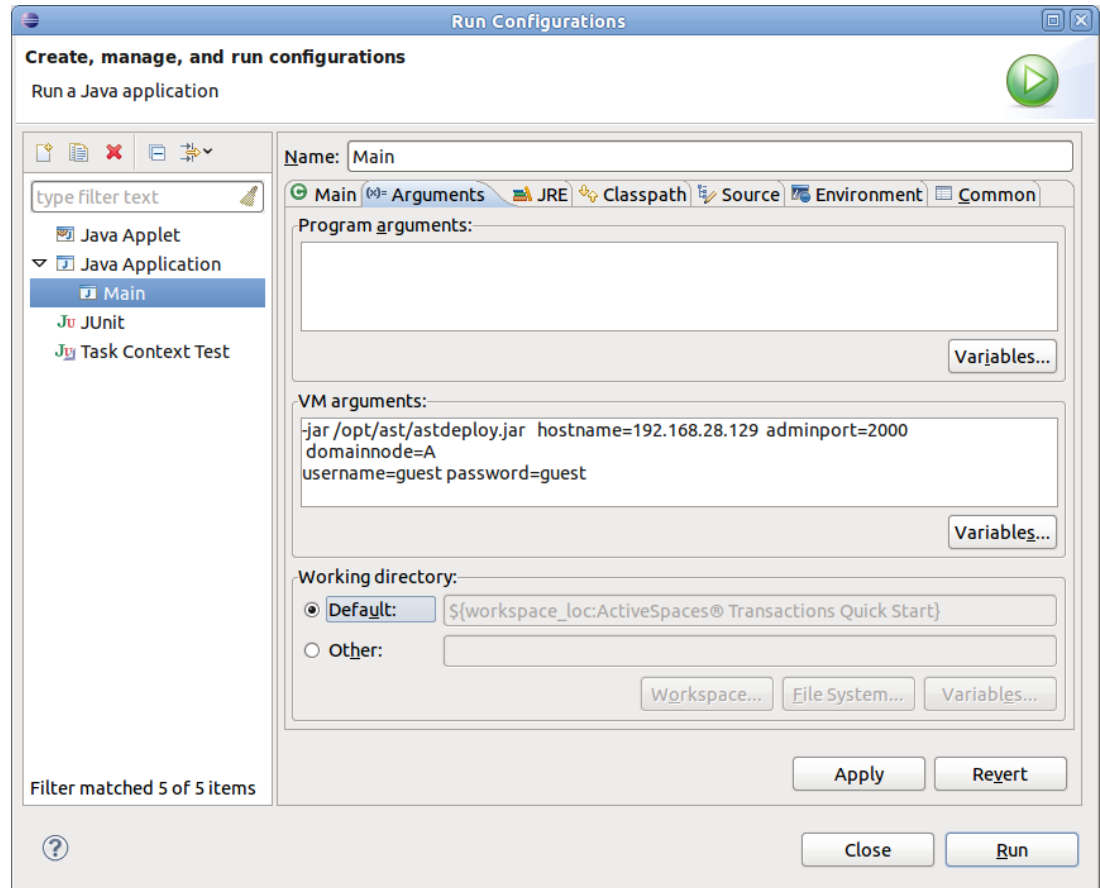 Run Configurations
Create, manage, and run configurations
Run a Java application
type filter text
Java Applet
Java Application
Main
JUnit
Task Context Test
Filter matched 5 of 5 items
Name: Main
Main (x)= Arguments JRE Classpath Source Environment Common
Program arguments:
Variables...
VM arguments:
-jar /opt/ast/astdeploy.jar hostname=192.168.28.129 adminport=2000
domainnode=A
username=guest password=guest
Variables...
Working directory:
Default: ${workspace_loc:ActiveSpaces® Transactions Quick Start}
Other:
Workspace... File System... Variables...
Apply Revert
Close Run